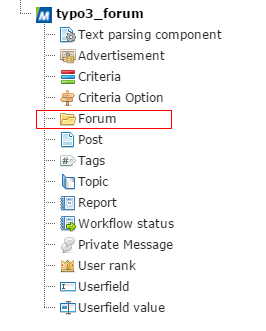 typo3_forum
Text parsing component
Advertisement
Criteria
Criteria Option
Forum
Post
Tags
Topic
Report
Workflow status
Private Message
User rank
Userfield
Userfield value